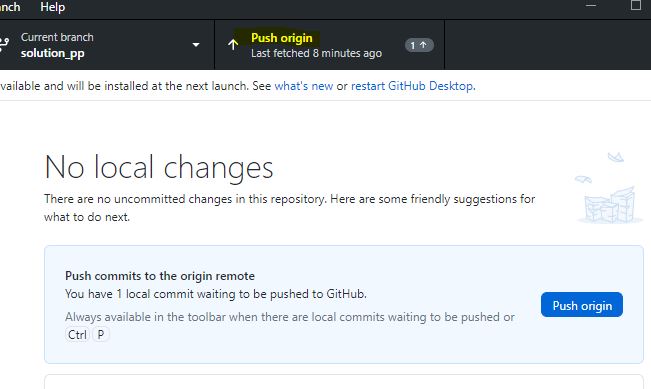 Help
Current branch
solution_pp
Push origin
Last fetched 8 minutes ago
1
and will be installed at the next launch. See what's new or restart GitHub Desktop.
No local changes
There are no uncommitted changes in this repository. Here are some friendly suggestions for
what to do next.
Push commits to the origin remote
You have 1 local commit waiting to be pushed to GitHub.
Always available in the toolbar when there are local commits waiting to be pushed or
Ctrl P
Push origin